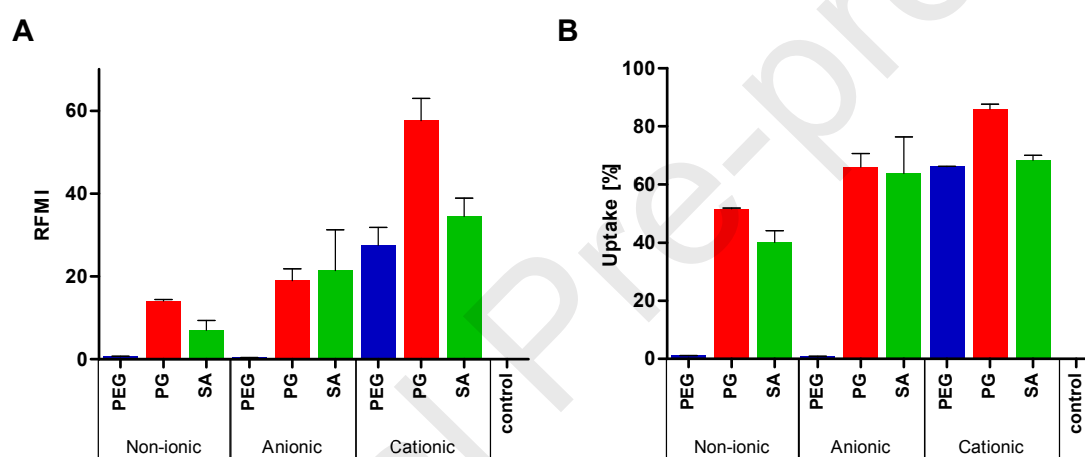 A
RFMI
60
40
20
0
PEG
PG
SA
PEG
PG
SA
PEG
PG
SA
control
Non-ionic
Anionic
Cationic
B
Uptake [%]
100
80
60
40
20
0
PEG
PG
SA
PEG
PG
SA
PEG
PG
SA
control
Non-ionic
Anionic
Cationic
Pre-pro